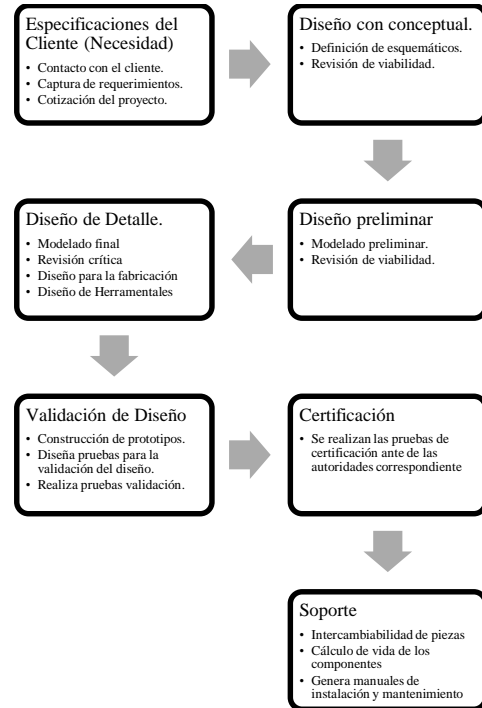 Especificaciones del
Cliente (Necesidad)
• Contacto con el cliente.
• Captura de requerimientos.
• Cotización del proyecto.
Diseño con conceptual.
• Definición de esquemáticos.
• Revisión de viabilidad.
Diseño preliminar
• Modelado preliminar.
• Revisión de viabilidad.
Diseño de Detalle.
• Modelado final
• Revisión crítica
• Diseño para la fabricación
• Diseño de Herramentales
Validación de Diseño
• Construcción de prototipos.
• Diseña pruebas para la
validación del diseño.
• Realiza pruebas validación.
Certificación
• Se realizan las pruebas de
certificación ante de las
autoridades correspondiente
Soporte
• Intercambiabilidad de piezas
• Cálculo de vida de los
componentes
• Genera manuales de
instalación y mantenimiento